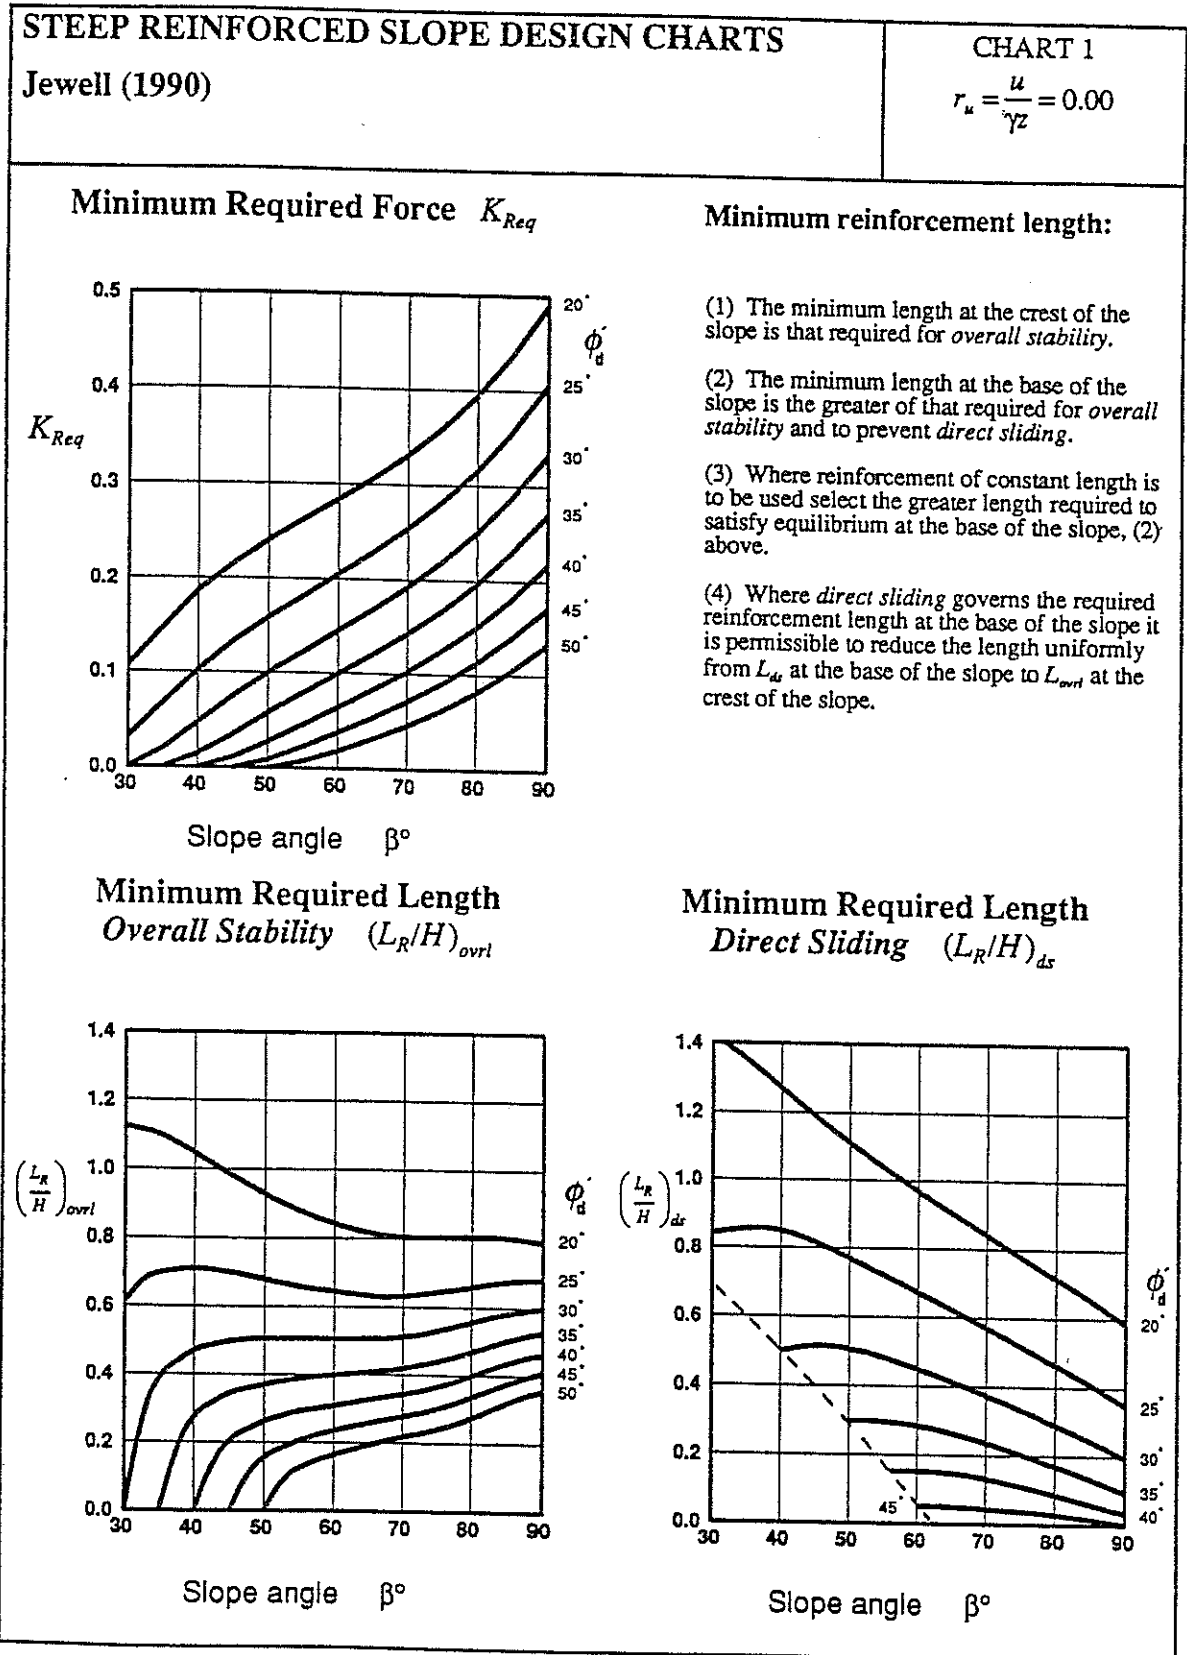 STEEP REINFORCED SLOPE DESIGN CHARTS
Jewell (1990)
CHART 1
r_u = u/γz = 0.00
Minimum Required Force K_Req
0.5
0.4
0.3
0.2
0.1
0.0
K_Req
30 40 50 60 70 80 90
Slope angle β°
20°
ϕ'_d
25°
30°
35°
40°
45°
50°
Minimum reinforcement length:
(1) The minimum length at the crest of the
slope is that required for overall stability.
(2) The minimum length at the base of the
slope is the greater of that required for overall
stability and to prevent direct sliding.
(3) Where reinforcement of constant length is
to be used select the greater length required to
satisfy equilibrium at the base of the slope, (2)
above.
(4) Where direct sliding governs the required
reinforcement length at the base of the slope it
is permissible to reduce the length uniformly
from L_ds at the base of the slope to L_ovrl at the
crest of the slope.
Minimum Required Length
Overall Stability (L_R/H)_ovrl
1.4
1.2
1.0
0.8
0.6
0.4
0.2
0.0
(L_R/H)_ovrl
30 40 50 60 70 80 90
Slope angle β°
ϕ'_d
20°
25°
30°
35°
40°
45°
50°
Minimum Required Length
Direct Sliding (L_R/H)_ds
1.4
1.2
1.0
0.8
0.6
0.4
0.2
0.0
(L_R/H)_ds
45°
30 40 50 60 70 80 90
Slope angle β°
ϕ'_d
20°
25°
30°
35°
40°